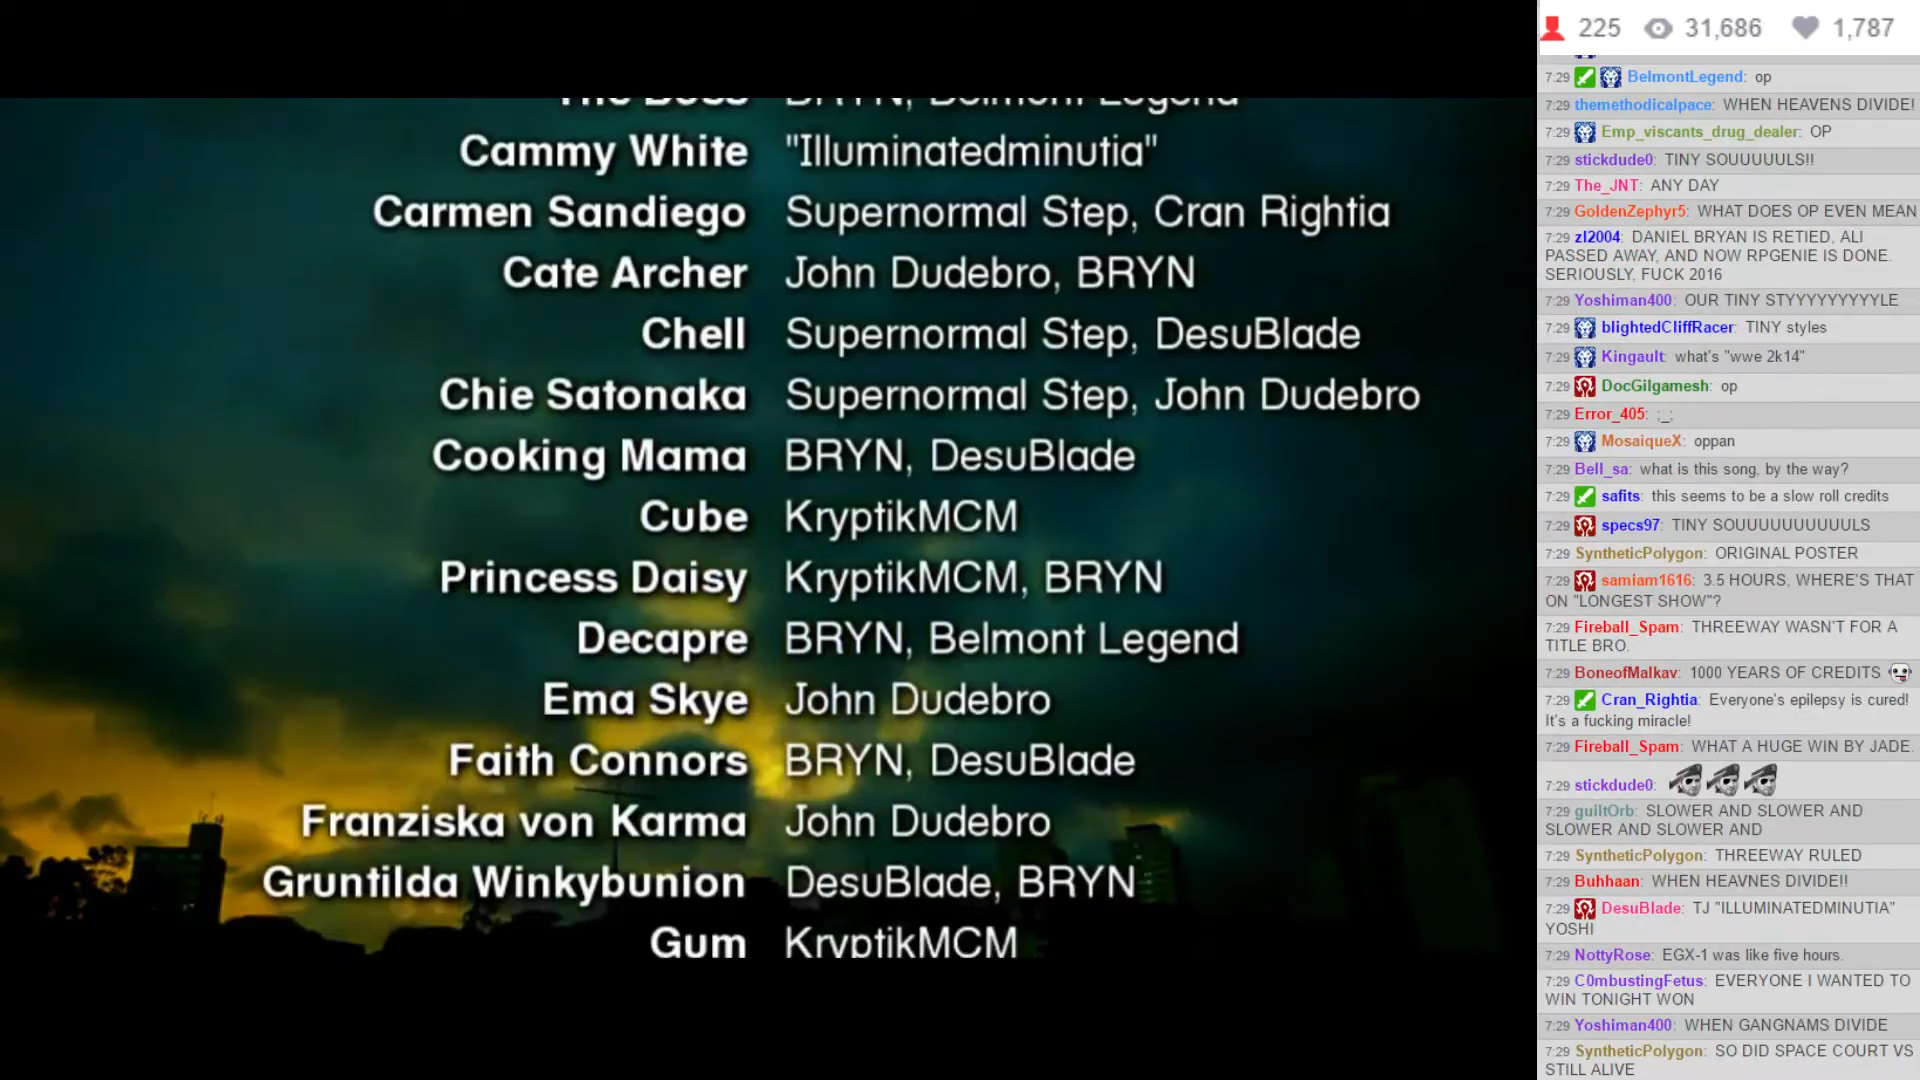 The Boss BRYN, Belmont Legend
Cammy White "Illuminatedminutia"
Carmen Sandiego Supernormal Step, Cran Rightia
Cate Archer John Dudebro, BRYN
Chell Supernormal Step, DesuBlade
Chie Satonaka Supernormal Step, John Dudebro
Cooking Mama BRYN, DesuBlade
Cube KryptikMCM
Princess Daisy KryptikMCM, BRYN
Decapre BRYN, Belmont Legend
Ema Skye John Dudebro
Faith Connors BRYN, DesuBlade
Franziska von Karma John Dudebro
Gruntilda Winkybunion DesuBlade, BRYN
Gum KryptikMCM
225 31,686 1,787
7:29 BelmontLegend: op
7:29 themethodicalpace: WHEN HEAVENS DIVIDE!
7:29 Emp_viscants_drug_dealer: OP
7:29 stickdude0: TINY SOUUUUULS!!
7:29 The_JNT: ANY DAY
7:29 GoldenZephyr5: WHAT DOES OP EVEN MEAN
7:29 zl2004: DANIEL BRYAN IS RETIED, ALI
PASSED AWAY, AND NOW RPGENIE IS DONE.
SERIOUSLY, FUCK 2016
7:29 Yoshiman400: OUR TINY STYYYYYYYYYLE
7:29 blightedCliffRacer: TINY styles
7:29 Kingault: what's "wwe 2k14"
7:29 DocGilgamesh: op
7:29 Error_405: ;_;
7:29 MosaiqueX: oppan
7:29 Bell_sa: what is this song, by the way?
7:29 safits: this seems to be a slow roll credits
7:29 specs97: TINY SOUUUUUUUUUULS
7:29 SyntheticPolygon: ORIGINAL POSTER
7:29 samiam1616: 3.5 HOURS, WHERE'S THAT
ON "LONGEST SHOW"?
7:29 Fireball_Spam: THREEWAY WASN'T FOR A
TITLE BRO.
7:29 BoneofMalkav: 1000 YEARS OF CREDITS
7:29 Cran_Rightia: Everyone's epilepsy is cured!
It's a fucking miracle!
7:29 Fireball_Spam: WHAT A HUGE WIN BY JADE.
7:29 stickdude0:
7:29 guiltOrb: SLOWER AND SLOWER AND
SLOWER AND SLOWER AND
7:29 SyntheticPolygon: THREEWAY RULED
7:29 Buhhaan: WHEN HEAVNES DIVIDE!!
7:29 DesuBlade: TJ "ILLUMINATEDMINUTIA"
YOSHI
7:29 NottyRose: EGX-1 was like five hours.
7:29 C0mbustingFetus: EVERYONE I WANTED TO
WIN TONIGHT WON
7:29 Yoshiman400: WHEN GANGNAMS DIVIDE
7:29 SyntheticPolygon: SO DID SPACE COURT VS
STILL ALIVE